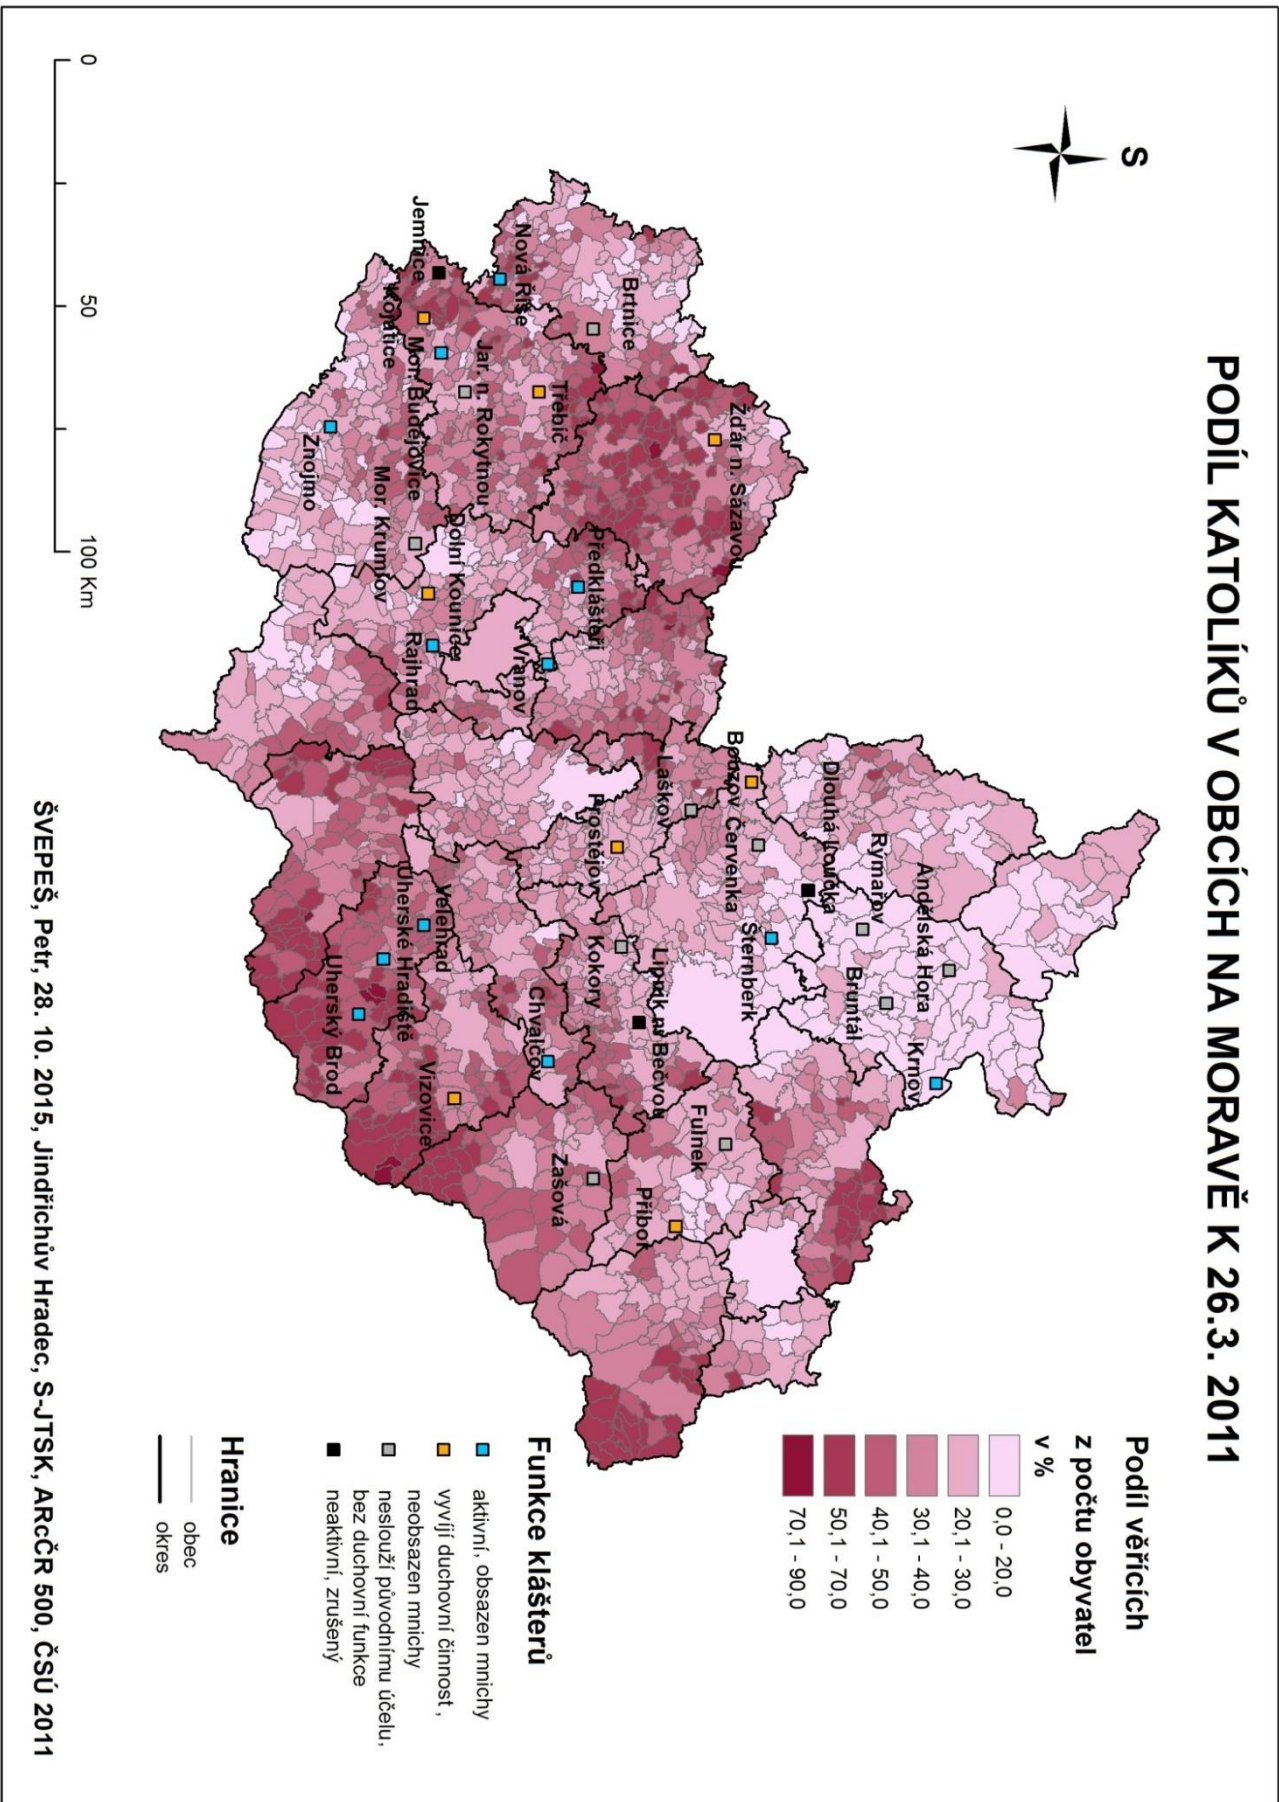 PODÍL KATOLÍKŮ V OBCÍCH NA MORAVĚ K 26.3. 2011
S
Podíl věřících
z počtu obyvatel
v %
0,0 - 20,0
20,1 - 30,0
30,1 - 40,0
40,1 - 50,0
50,1 - 70,0
70,1 - 90,0
Funkce klášterů
aktivní, obsazen mnichy
vyvíjí duchovní činnost ,
neobsazen mnichy
neslouží původnímu účelu,
bez duchovní funkce
neaktivní, zrušený
Hranice
obec
okres
Andělská Hora
Krnov
Rýmařov
Bruntál
Dlouhá Loučka
Šternberk
Bouzov
Červenka
Žďár n. Sázavou
Fulnek
Laškov
Lipník n. Bečvou
Příbor
Brtnice
Předklášteří
Prostějov
Kokory
Třebíč
Zašová
Nová Říše
Vranov
Chvalčov
Jar. n. Rokytnou
Dolní Kounice
Velehrad
Vizovice
Jemnice
Mor. Budějovice
Rajhrad
Uherské Hradiště
Kojatice
Mor. Krumlov
Uherský Brod
Znojmo
0
50
100 Km
ŠVEPEŠ, Petr, 28. 10. 2015, Jindřichův Hradec, S-JTSK, ARcČR 500, ČSÚ 2011